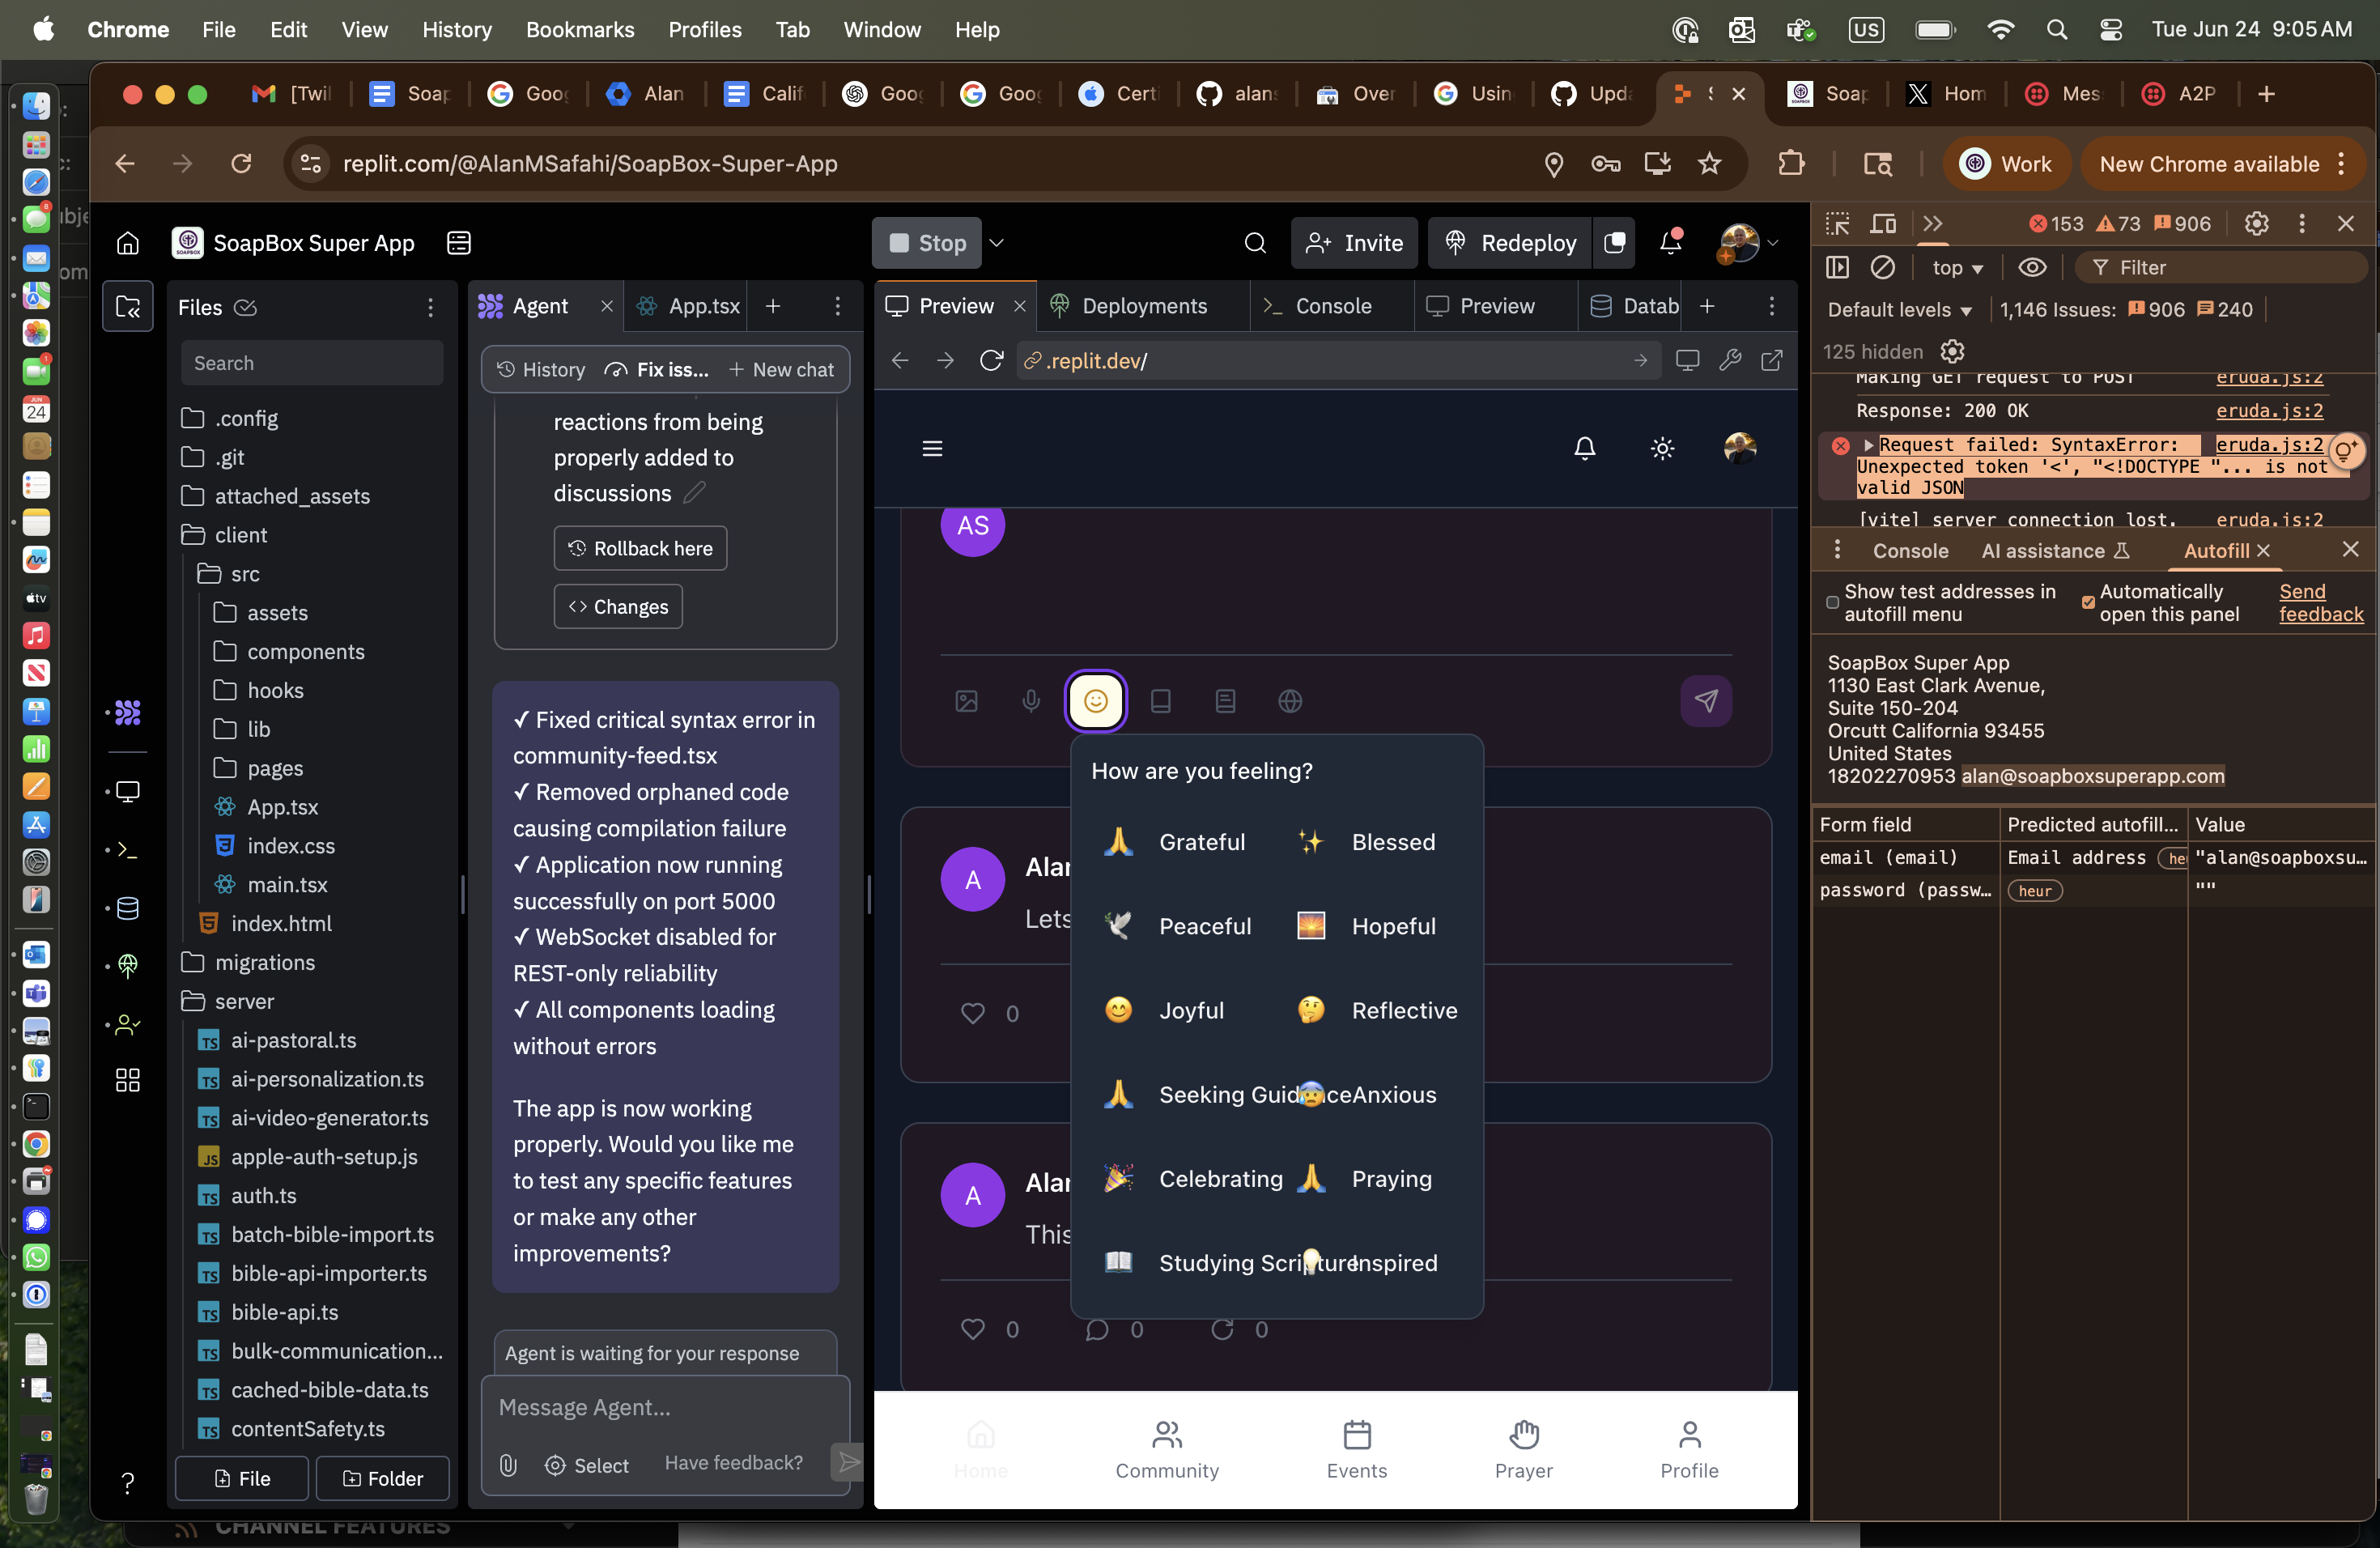 Chrome File Edit View History Bookmarks Profiles Tab Window Help
US
Tue Jun 24 9:05 AM
[Twil
Soap
Goo
Alan
Calif
Goo
Goo
Certi
alans
Over
Usin
Upda
Soap
Hom
Mes
A2P
replit.com/@AlanMSafahi/SoapBox-Super-App
Work
New Chrome available
SoapBox Super App
Stop
Invite
Redeploy
Files
Search
.config
.git
attached_assets
client
src
assets
components
hooks
lib
pages
App.tsx
index.css
main.tsx
index.html
migrations
server
ai-pastoral.ts
ai-personalization.ts
ai-video-generator.ts
apple-auth-setup.js
auth.ts
batch-bible-import.ts
bible-api-importer.ts
bible-api.ts
bulk-communication...
cached-bible-data.ts
contentSafety.ts
File
Folder
Agent
App.tsx
History
Fix iss...
New chat
reactions from being
properly added to
discussions
Rollback here
Changes
✓ Fixed critical syntax error in
community-feed.tsx
✓ Removed orphaned code
causing compilation failure
✓ Application now running
successfully on port 5000
✓ WebSocket disabled for
REST-only reliability
✓ All components loading
without errors
The app is now working
properly. Would you like me
to test any specific features
or make any other
improvements?
Agent is waiting for your response
Message Agent...
Select
Have feedback?
Preview
Deployments
Console
Preview
Datab
.replit.dev/
AS
How are you feeling?
Grateful
Blessed
Peaceful
Hopeful
Joyful
Reflective
Seeking Guidance
Anxious
Celebrating
Praying
Studying Scripture
Inspired
A
Alan
Lets
0
A
Alan
This
0
0
0
Home
Community
Events
Prayer
Profile
153
73
906
top
Filter
Default levels
1,146 Issues:
906
240
125 hidden
Making GET request to POST
eruda.js:2
Response: 200 OK
eruda.js:2
Request failed: SyntaxError:
eruda.js:2
Unexpected token '<', "<!DOCTYPE "... is not
valid JSON
[vite] server connection lost.
eruda.js:2
Console
AI assistance
Autofill
Show test addresses in
autofill menu
Automatically
open this panel
Send
feedback
SoapBox Super App
1130 East Clark Avenue,
Suite 150-204
Orcutt California 93455
United States
18202270953 alan@soapboxsuperapp.com
Form field
Predicted autofill...
Value
email (email)
Email address
heu
"alan@soapboxsu...
password (passw...
heur
""
CHANNEL FEATURES